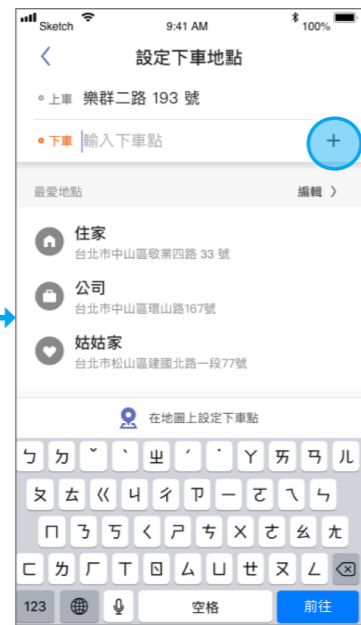 Sketch 9:41 AM 100%
設定下車地點
上車 樂群二路 193 號
下車 輸入下車點 +
最愛地點 編輯 〉
住家
台北市中山區敬業四路 33 號
公司
台北市中山區環山路167號
姑姑家
台北市松山區建國北路一段77號
在地圖上設定下車點
ㄅ ㄉ ˇ ˋ ㄓ ˊ ˙ ㄚ ㄞ ㄢ ㄦ
ㄆ ㄊ ㄍ ㄐ ㄔ ㄗ ㄧ ㄛ ㄟ ㄣ
ㄇ ㄋ ㄎ ㄑ ㄕ ㄘ ㄨ ㄜ ㄠ ㄤ
ㄈ ㄌ ㄏ ㄒ ㄖ ㄙ ㄩ ㄝ ㄡ ㄥ
123 空格 前往